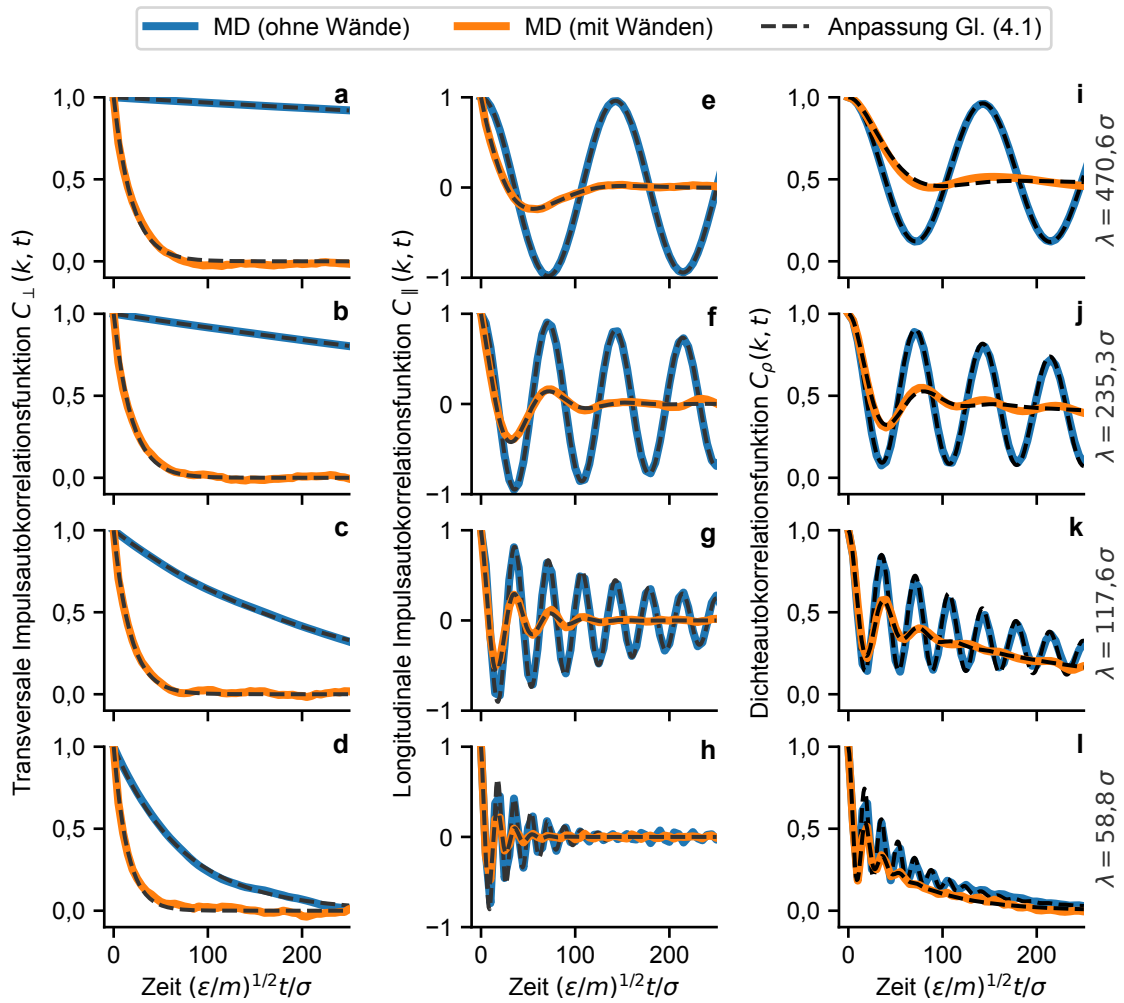 MD (ohne Wände) MD (mit Wänden) Anpassung Gl. (4.1)
Transversale Impulsautokorrelationsfunktion C⊥(k, t)
1,0
0,5
0,0
a
1,0
0,5
0,0
b
1,0
0,5
0,0
c
1,0
0,5
0,0
d
0 100 200
Zeit (ε/m)^1/2 t/σ
Longitudinale Impulsautokorrelationsfunktion C∥(k, t)
1
0
−1
e
1
0
−1
f
1
0
−1
g
1
0
−1
h
0 100 200
Zeit (ε/m)^1/2 t/σ
Dichteautokorrelationsfunktion Cρ(k, t)
1,0
0,5
0,0
i
λ = 470,6 σ
1,0
0,5
0,0
j
λ = 235,3 σ
1,0
0,5
0,0
k
λ = 117,6 σ
1,0
0,5
0,0
l
λ = 58,8 σ
0 100 200
Zeit (ε/m)^1/2 t/σ